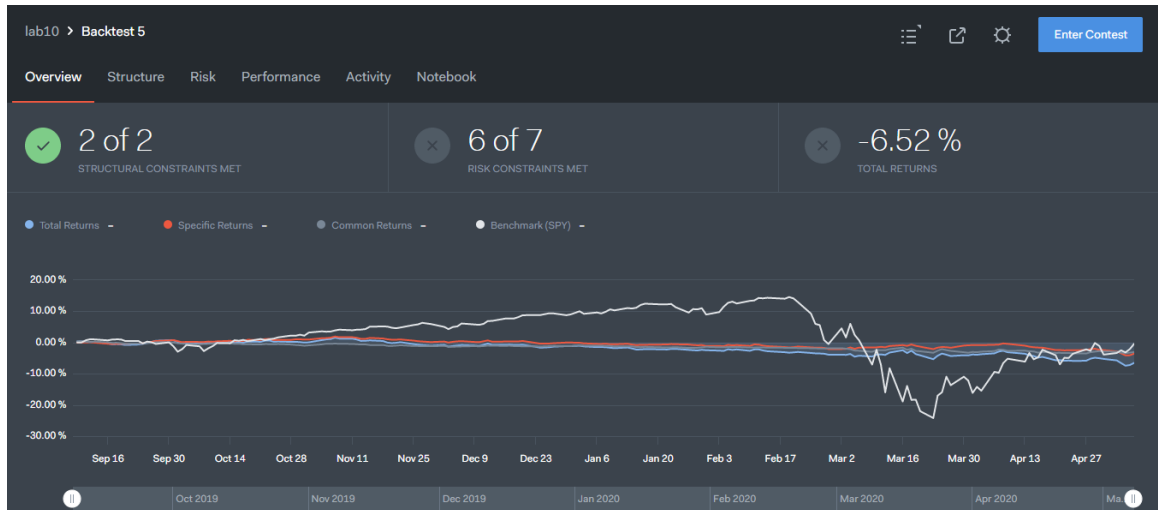 lab10 > Backtest 5
Enter Contest
Overview Structure Risk Performance Activity Notebook
2 of 2
STRUCTURAL CONSTRAINTS MET
6 of 7
RISK CONSTRAINTS MET
-6.52 %
TOTAL RETURNS
Total Returns – Specific Returns – Common Returns – Benchmark (SPY) –
20.00 %
10.00 %
0.00 %
-10.00 %
-20.00 %
-30.00 %
Sep 16 Sep 30 Oct 14 Oct 28 Nov 11 Nov 25 Dec 9 Dec 23 Jan 6 Jan 20 Feb 3 Feb 17 Mar 2 Mar 16 Mar 30 Apr 13 Apr 27
Oct 2019 Nov 2019 Dec 2019 Jan 2020 Feb 2020 Mar 2020 Apr 2020 Ma.